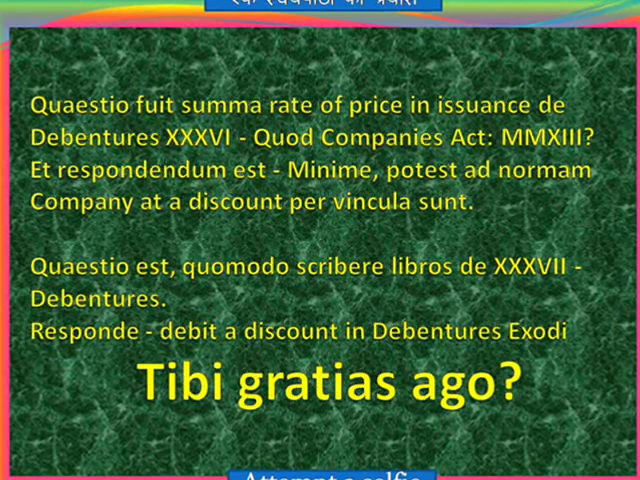 Quaestio fuit summa rate of price in issuance de
Debentures XXXVI - Quod Companies Act: MMXIII?
Et respondendum est - Minime, potest ad normam
Company at a discount per vincula sunt.
Quaestio est, quomodo scribere libros de XXXVII -
Debentures.
Responde - debit a discount in Debentures Exodi
Tibi gratias ago?
Attempt a selfie